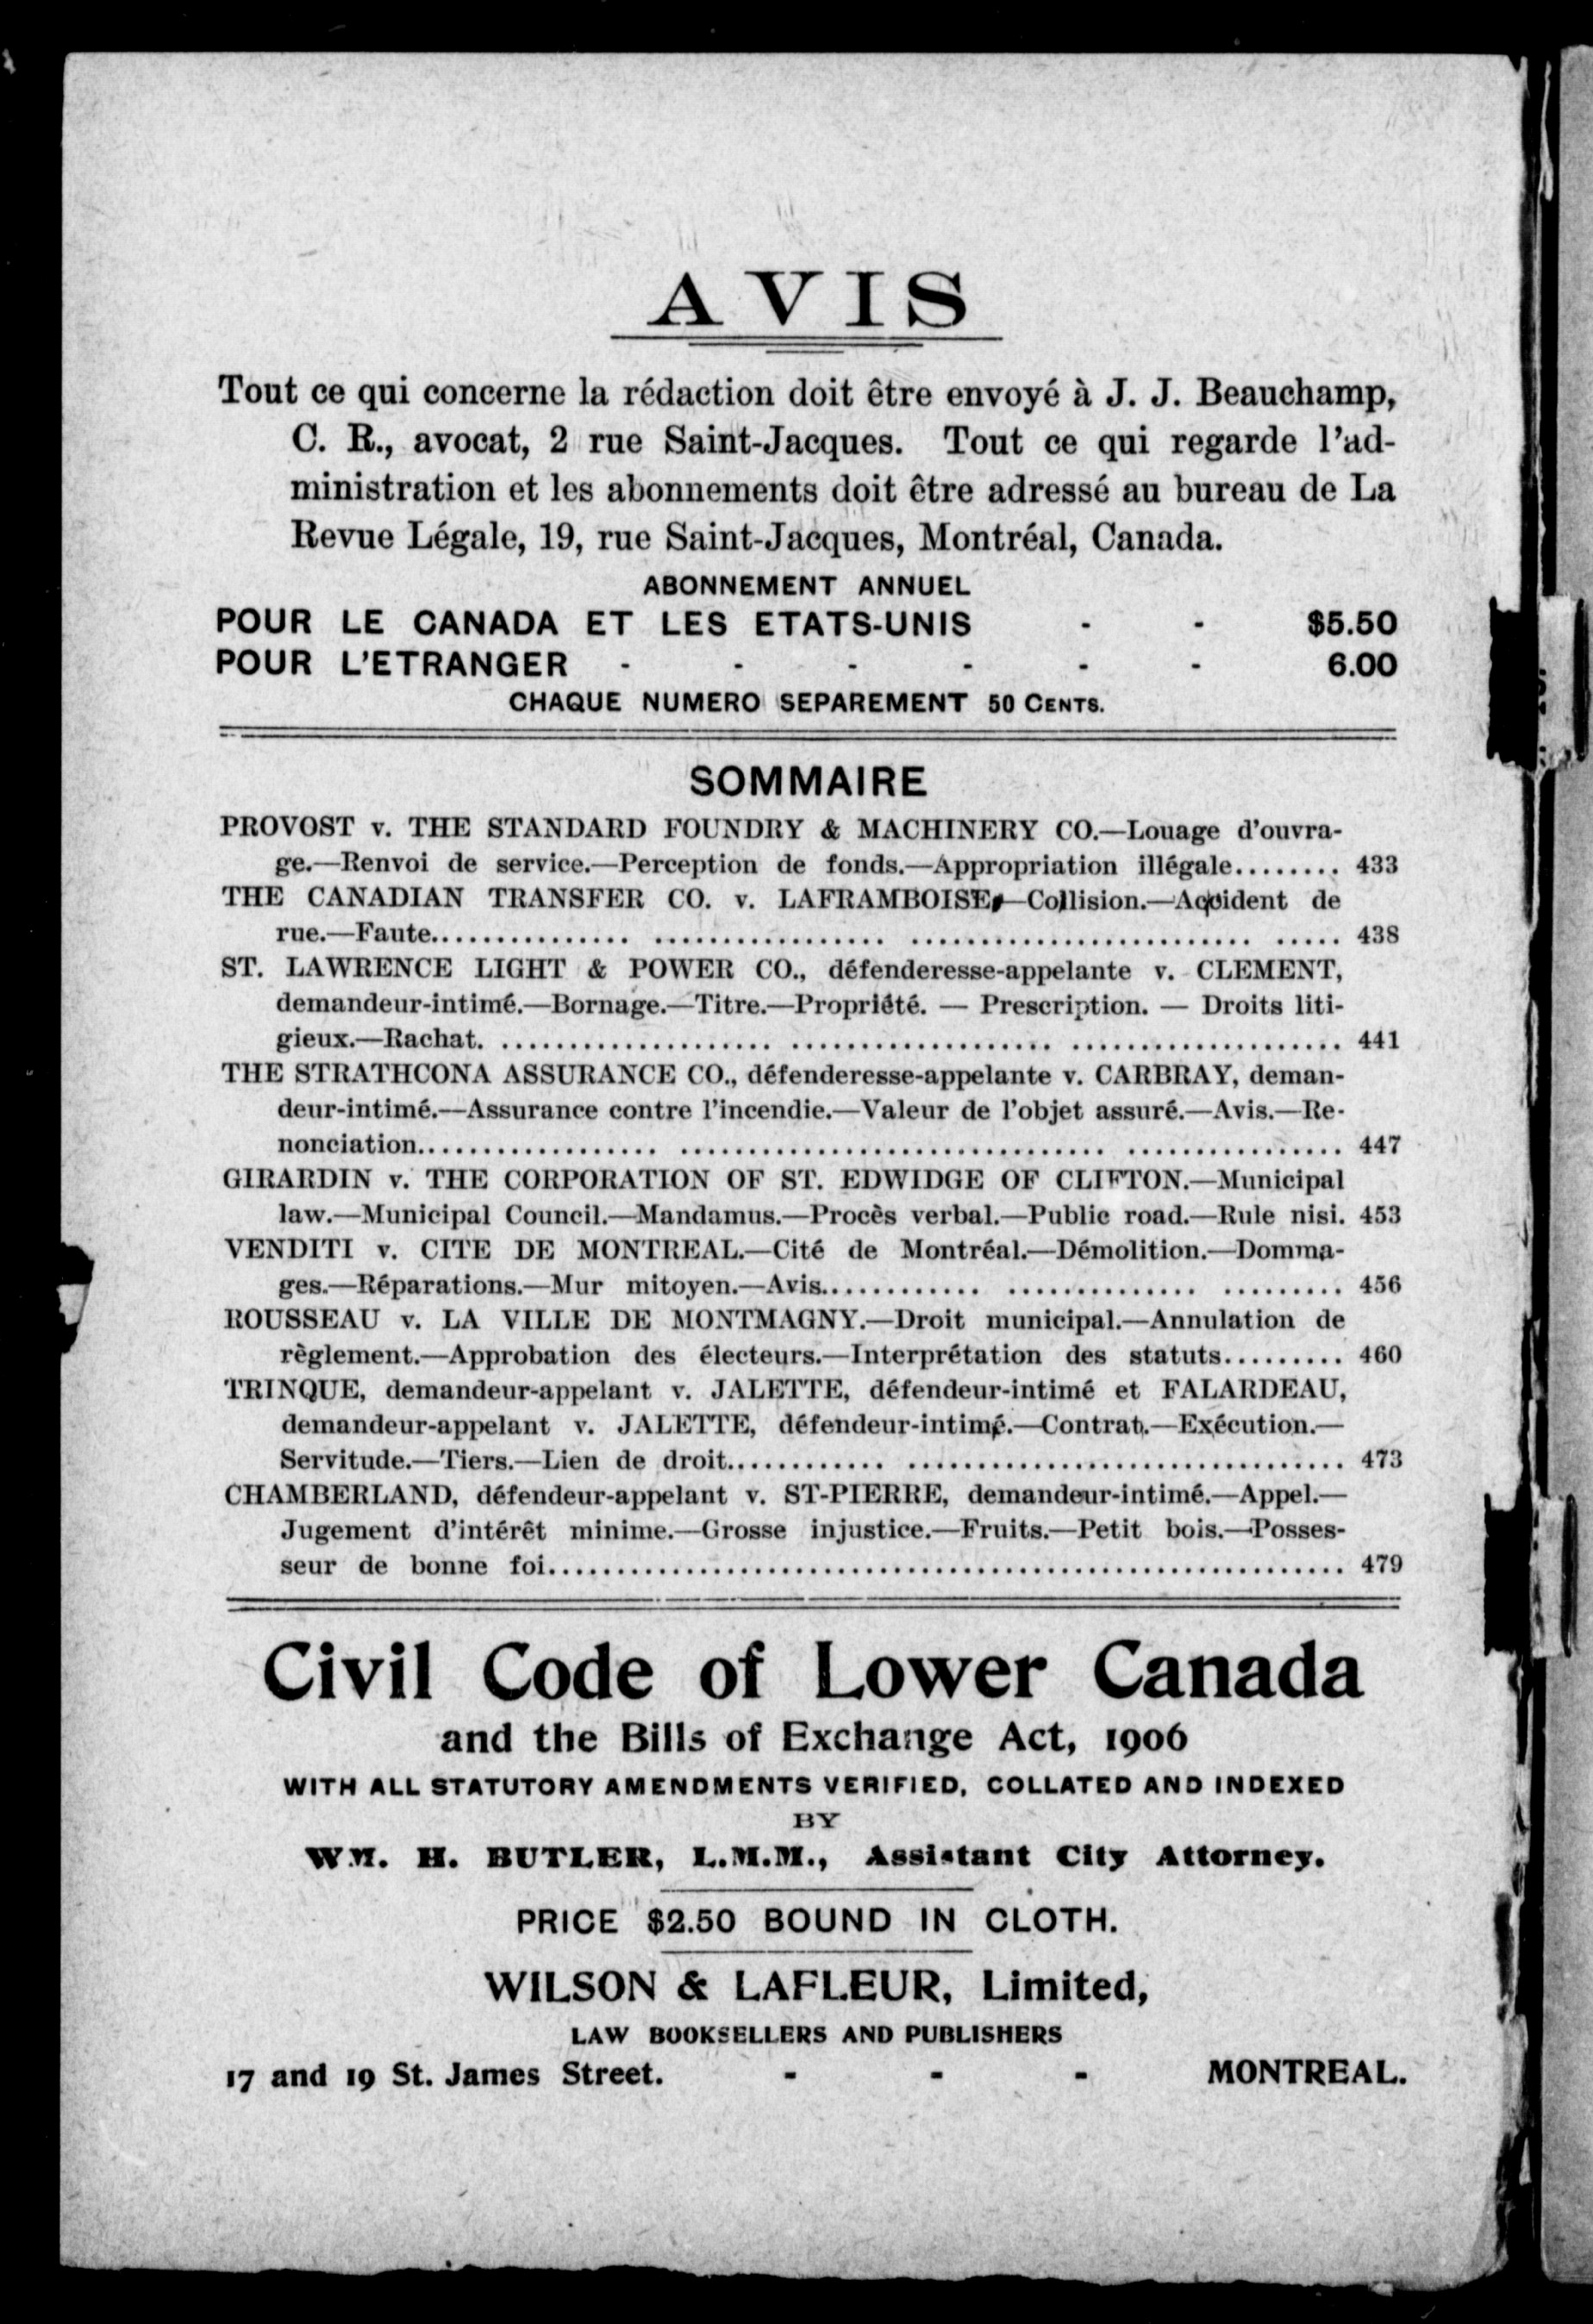 AVIS
Tout ce qui concerne la rédaction doit être envoyé à J. J. Beauchamp,
C. R., avocat, 2 rue Saint-Jacques. Tout ce qui regarde l'ad-
ministration et les abonnements doit être adressé au bureau de La
Revue Légale, 19, rue Saint-Jacques, Montréal, Canada.
ABONNEMENT ANNUEL
POUR LE CANADA ET LES ETATS-UNIS - - $5.50
POUR L'ETRANGER - - - - - - 6.00
CHAQUE NUMERO SEPAREMENT 50 CENTS.
SOMMAIRE
PROVOST v. THE STANDARD FOUNDRY & MACHINERY CO.—Louage d'ouvra-
ge.—Renvoi de service.—Perception de fonds.—Appropriation illégale........ 433
THE CANADIAN TRANSFER CO. v. LAFRAMBOISE.—Collision.—Accident de
rue.—Faute............... ................. ......................... ..... 438
ST. LAWRENCE LIGHT & POWER CO., défenderesse-appelante v. CLEMENT,
demandeur-intimé.—Bornage.—Titre.—Propriété. — Prescription. — Droits liti-
gieux.—Rachat. .................... ................... .................... 441
THE STRATHCONA ASSURANCE CO., défenderesse-appelante v. CARBRAY, deman-
deur-intimé.—Assurance contre l'incendie.—Valeur de l'objet assuré.—Avis.—Re-
nonciation.................. ............................... ................ 447
GIRARDIN v. THE CORPORATION OF ST. EDWIDGE OF CLIFTON.—Municipal
law.—Municipal Council.—Mandamus.—Procès verbal.—Public road.—Rule nisi. 453
VENDITI v. CITE DE MONTREAL.—Cité de Montréal.—Démolition.—Domma-
ges.—Réparations.—Mur mitoyen.—Avis............ .............. ......... 456
ROUSSEAU v. LA VILLE DE MONTMAGNY.—Droit municipal.—Annulation de
règlement.—Approbation des électeurs.—Interprétation des statuts......... 460
TRINQUE, demandeur-appelant v. JALETTE, défendeur-intimé et FALARDEAU,
demandeur-appelant v. JALETTE, défendeur-intimé.—Contrat.—Exécution.—
Servitude.—Tiers.—Lien de droit............ ................................ 473
CHAMBERLAND, défendeur-appelant v. ST-PIERRE, demandeur-intimé.—Appel.—
Jugement d'intérêt minime.—Grosse injustice.—Fruits.—Petit bois.—Posses-
seur de bonne foi.......................................................... 479
Civil Code of Lower Canada
and the Bills of Exchange Act, 1906
WITH ALL STATUTORY AMENDMENTS VERIFIED, COLLATED AND INDEXED
BY
WM. H. BUTLER, L.M.M., Assistant City Attorney.
PRICE $2.50 BOUND IN CLOTH.
WILSON & LAFLEUR, Limited,
LAW BOOKSELLERS AND PUBLISHERS
17 and 19 St. James Street. - - - MONTREAL.